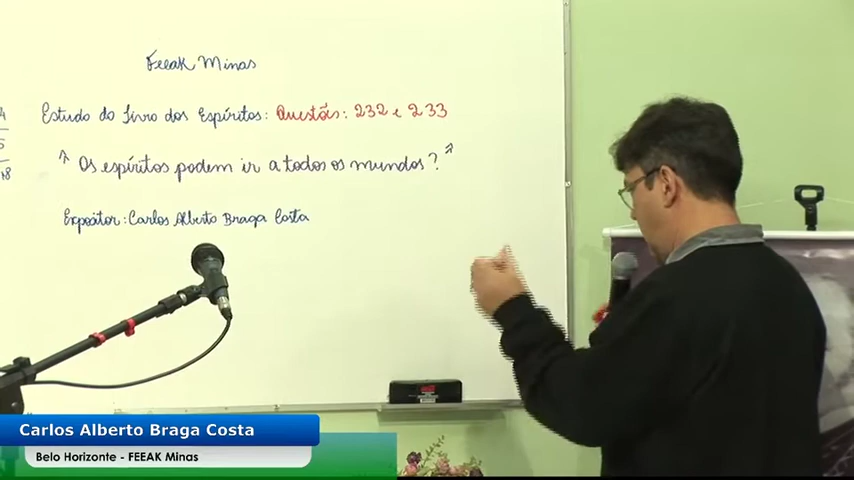 Feeak Minas
Estudo do Livro dos Espíritos: Questões: 232 e 233
"Os espíritos podem ir a todos os mundos?"
Expositor: Carlos Alberto Braga Costa
Carlos Alberto Braga Costa
Belo Horizonte - FEEAK Minas